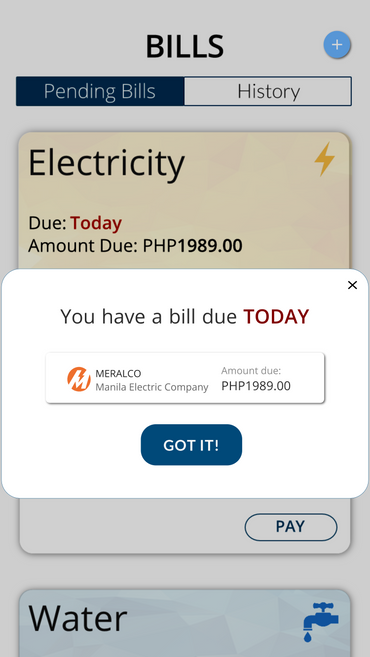 BILLS
+
Pending Bills
History
Electricity
Due: Today
Amount Due: PHP1989.00
×
You have a bill due TODAY
MERALCO
Manila Electric Company
Amount due:
PHP1989.00
GOT IT!
PAY
Water